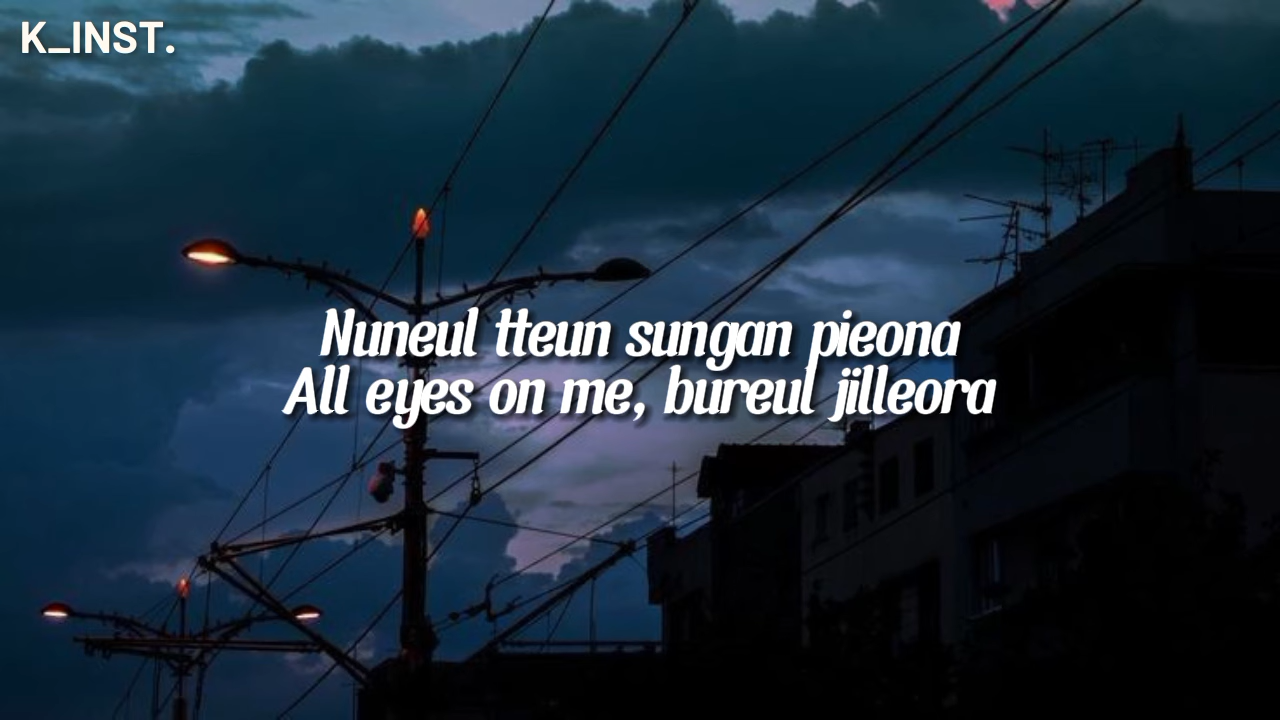 K_INST.
Nuneul tteun sungan pieona
All eyes on me, bureul jilleora